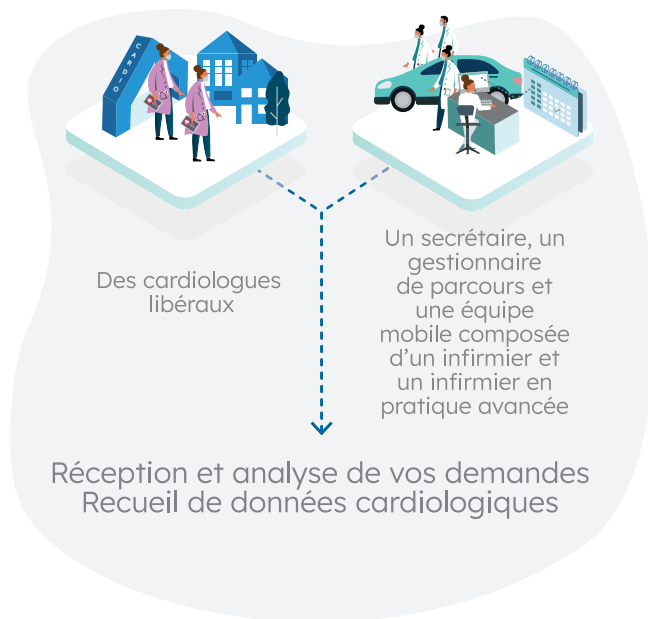 CARDIO
Des cardiologues
libéraux
Un secrétaire, un
gestionnaire
de parcours et
une équipe
mobile composée
d'un infirmier et
un infirmier en
pratique avancée
Réception et analyse de vos demandes
Recueil de données cardiologiques